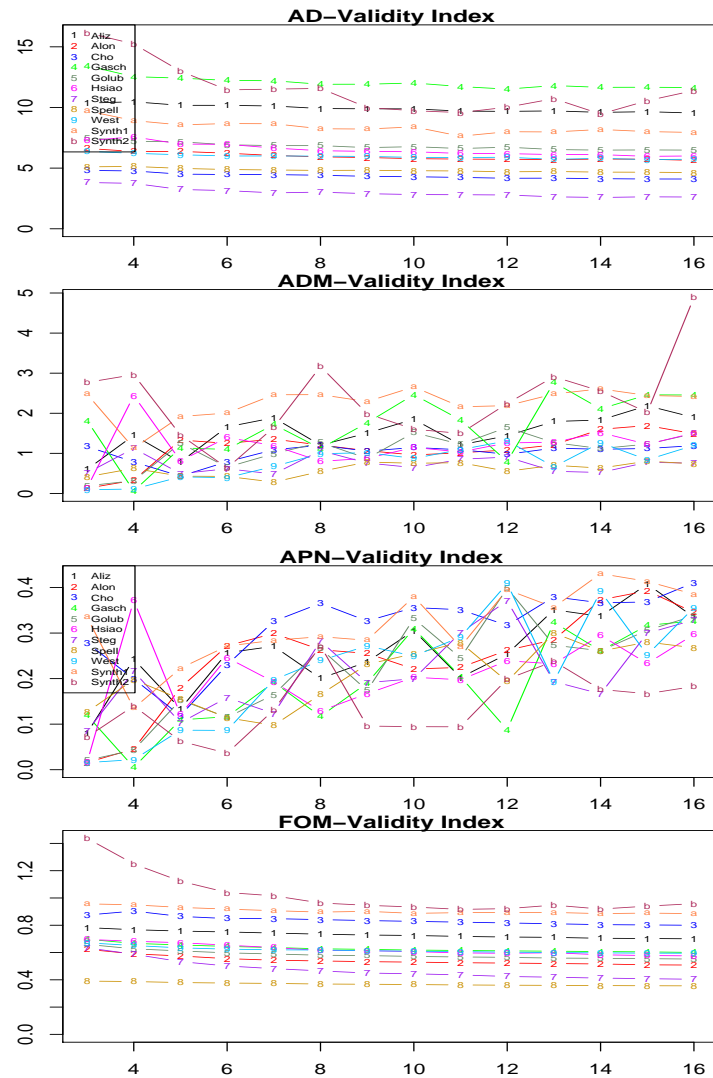 AD−Validity Index
1 Aliz
2 Alon
3 Cho
4 Gasch
5 Golub
6 Hsiao
7 Steg
8 Spell
9 West
a Synth1
b Synth2
0 5 10 15
4 6 8 10 12 14 16
ADM−Validity Index
0 1 2 3 4 5
4 6 8 10 12 14 16
APN−Validity Index
1 Aliz
2 Alon
3 Cho
4 Gasch
5 Golub
6 Hsiao
7 Steg
8 Spell
9 West
a Synth1
b Synth2
0.0 0.1 0.2 0.3 0.4
4 6 8 10 12 14 16
FOM−Validity Index
0.0 0.4 0.8 1.2
4 6 8 10 12 14 16